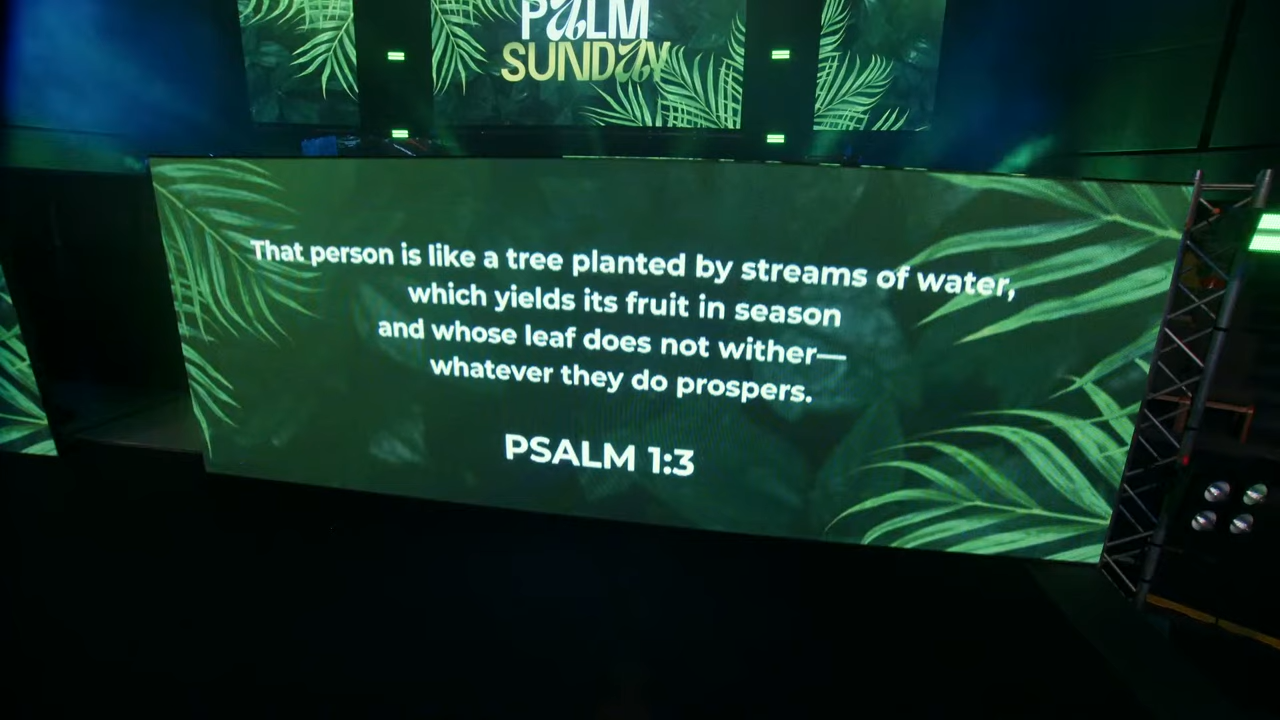 PALM
SUNDAY
That person is like a tree planted by streams of water,
which yields its fruit in season
and whose leaf does not wither—
whatever they do prospers.
PSALM 1:3